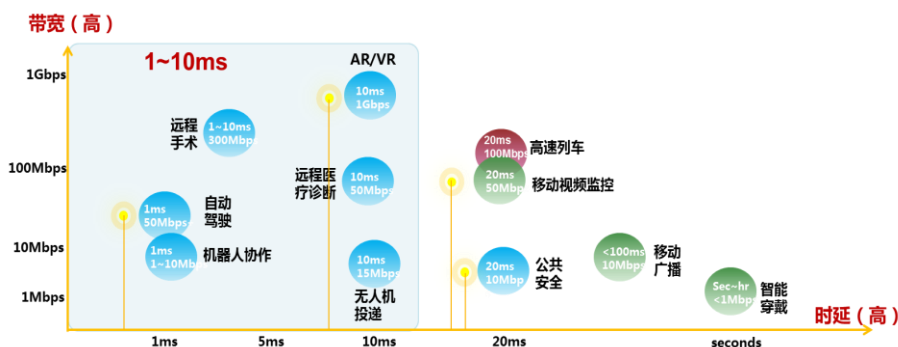 带宽（高）
1~10ms
AR/VR
1Gbps
10ms
1Gbps
远程
手术
1~10ms
300Mbps
20ms
100Mbps
高速列车
100Mbps
远程医
疗诊断
10ms
50Mbps
20ms
50Mbps
移动视频监控
1ms
50Mbps+
自动
驾驶
10Mbps
1ms
1~10Mbps
机器人协作
10ms
15Mbps
无人机
投递
20ms
10Mbp
公共
安全
<100ms
10Mbps
移动
广播
1Mbps
Sec~hr
<1Mbps
智能
穿戴
时延（高）
1ms
5ms
10ms
20ms
seconds